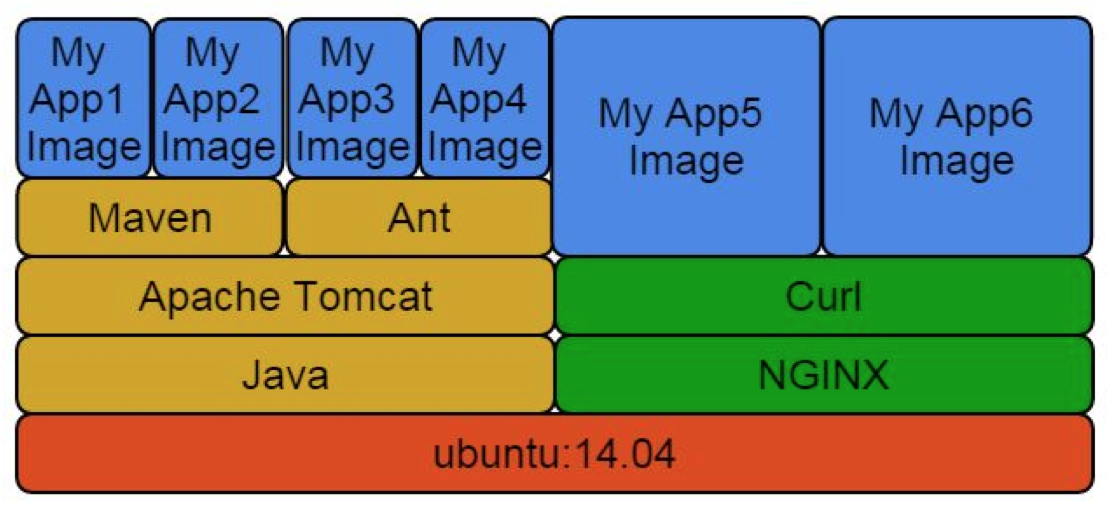 My
App1
Image
My
App2
Image
My
App3
Image
My
App4
Image
My App5
Image
My App6
Image
Maven
Ant
Apache Tomcat
Curl
Java
NGINX
ubuntu:14.04